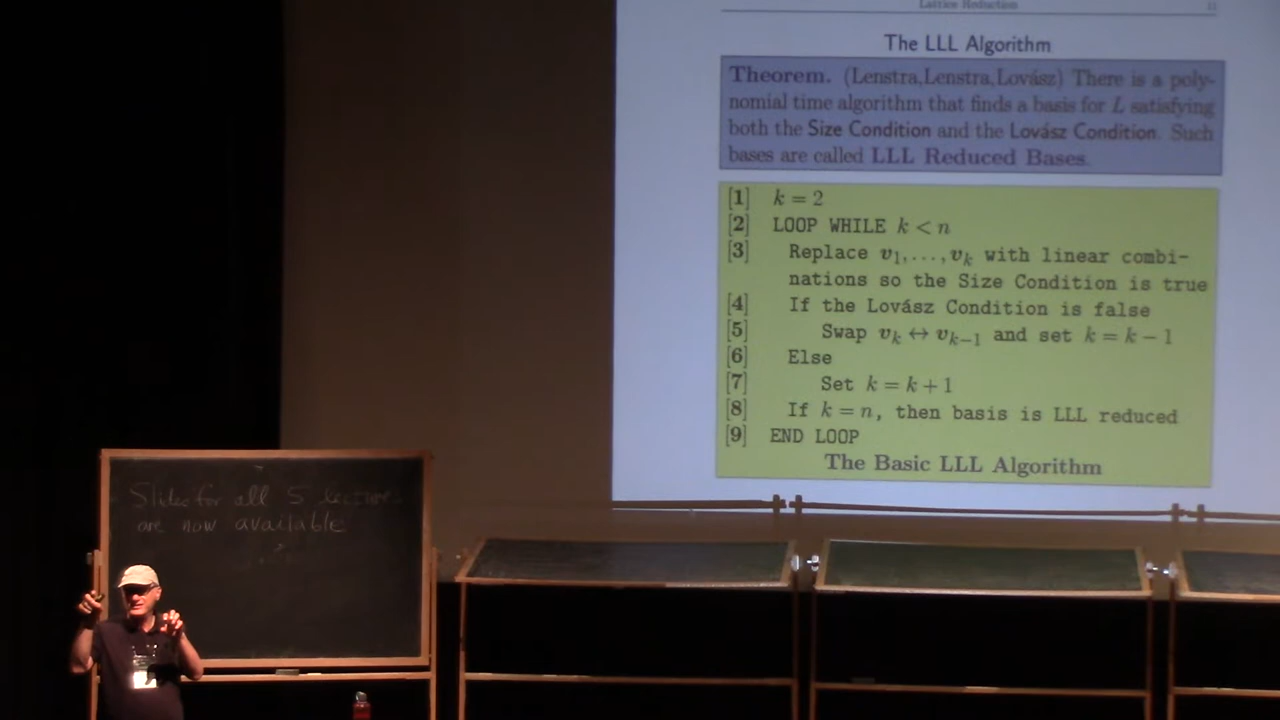 Lattice Reduction 11
The LLL Algorithm
Theorem. (Lenstra,Lenstra,Lovász) There is a poly-
nomial time algorithm that finds a basis for L satisfying
both the Size Condition and the Lovász Condition. Such
bases are called LLL Reduced Bases.
[1] k = 2
[2] LOOP WHILE k < n
[3] Replace v₁,...,vₖ with linear combi-
nations so the Size Condition is true
[4] If the Lovász Condition is false
[5] Swap vₖ ↔ vₖ₋₁ and set k = k − 1
[6] Else
[7] Set k = k + 1
[8] If k = n, then basis is LLL reduced
[9] END LOOP
The Basic LLL Algorithm
Slides for all 5 lectures
are now available